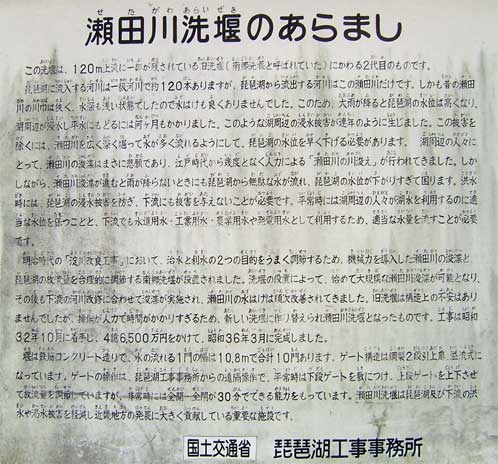 瀬田川洗堰のあらまし
この洗堰は、120m上流に一部が残されている旧洗堰(南郷洗堰と呼ばれていた)にかわる2代目のものです。
琵琶湖に流入する河川は一級河川で約120本ありますが、琵琶湖から流出する河川はこの瀬田川だけです。しかも昔の瀬田
川の川巾は狭く、水深も浅い状態でしたので水はけも良くありませんでした。このため、大雨が降ると琵琶湖の水位は高くなり、
湖周辺が浸水し平水にもどるには何ヶ月もかかりました。このような湖周辺の浸水被害が連年のように生じました。この被害を
除くには、瀬田川を広く深く堀って水が多く流れるようにして、琵琶湖の水位を早く下げる必要があります。 湖周辺の人々に
とって、瀬田川の浚渫はまさに悲願であり、江戸時代から幾度となく人力による「瀬田川の川浚え」が行われてきました。しか
しながら、瀬田川浚渫が進むと雨が降らないときにも琵琶湖から無駄な水が流れ、琵琶湖の水位が下がりすぎて困ります。洪水
時には、琵琶湖の浸水被害を防ぎ、下流にも被害を与えないことが必要です。平常時には湖周辺の人々が湖水を利用するのに適
当な水位を保つことと、下流でも水道用水・工業用水・農業用水や発電用水として利用するため、適当な水量を流すことが必要
です。
明治時代の「淀川改良工事」において、治水と利水の2つの目的をうまく調節するため、機械力を導入した瀬田川の浚渫と、
琵琶湖の放流量を合理的に調節する南郷洗堰が設置されました。洗堰の設置によって、始めて大規模な瀬田川浚渫が可能となり、
その後も下流の河川改修に合わせて浚渫が実施され、瀬田川の水はけは順次改善されてきました。旧洗堰は構造上の不安はあり
ませんでしたが、操作が人力で時間がかかりすぎるため、新しい洗堰に作り替えられ瀬田川洗堰となったものです。工事は昭和
32年10月に着手し、4億6,500万円をかけて、昭和36年3月に完成しました。
堰は鉄筋コンクリート造りで、水の流れる1門の幅は10.8mで合計10門あります。ゲート構造は鋼製2段引上扉、溢流式に
なっています。ゲートの操作は、琵琶湖工事事務所からの遠隔操作で、平常時は下段ゲートを敷につけ、上段ゲートを上下させ
て放流量を調節していますが、非常時には全開−全閉が30分でできる能力をもっています。瀬田川洗堰は琵琶湖及び下流の洪
水や渇水被害を軽減し近畿地方の発展に大きく貢献している重要な施設です。
国土交通省 琵琶湖工事事務所